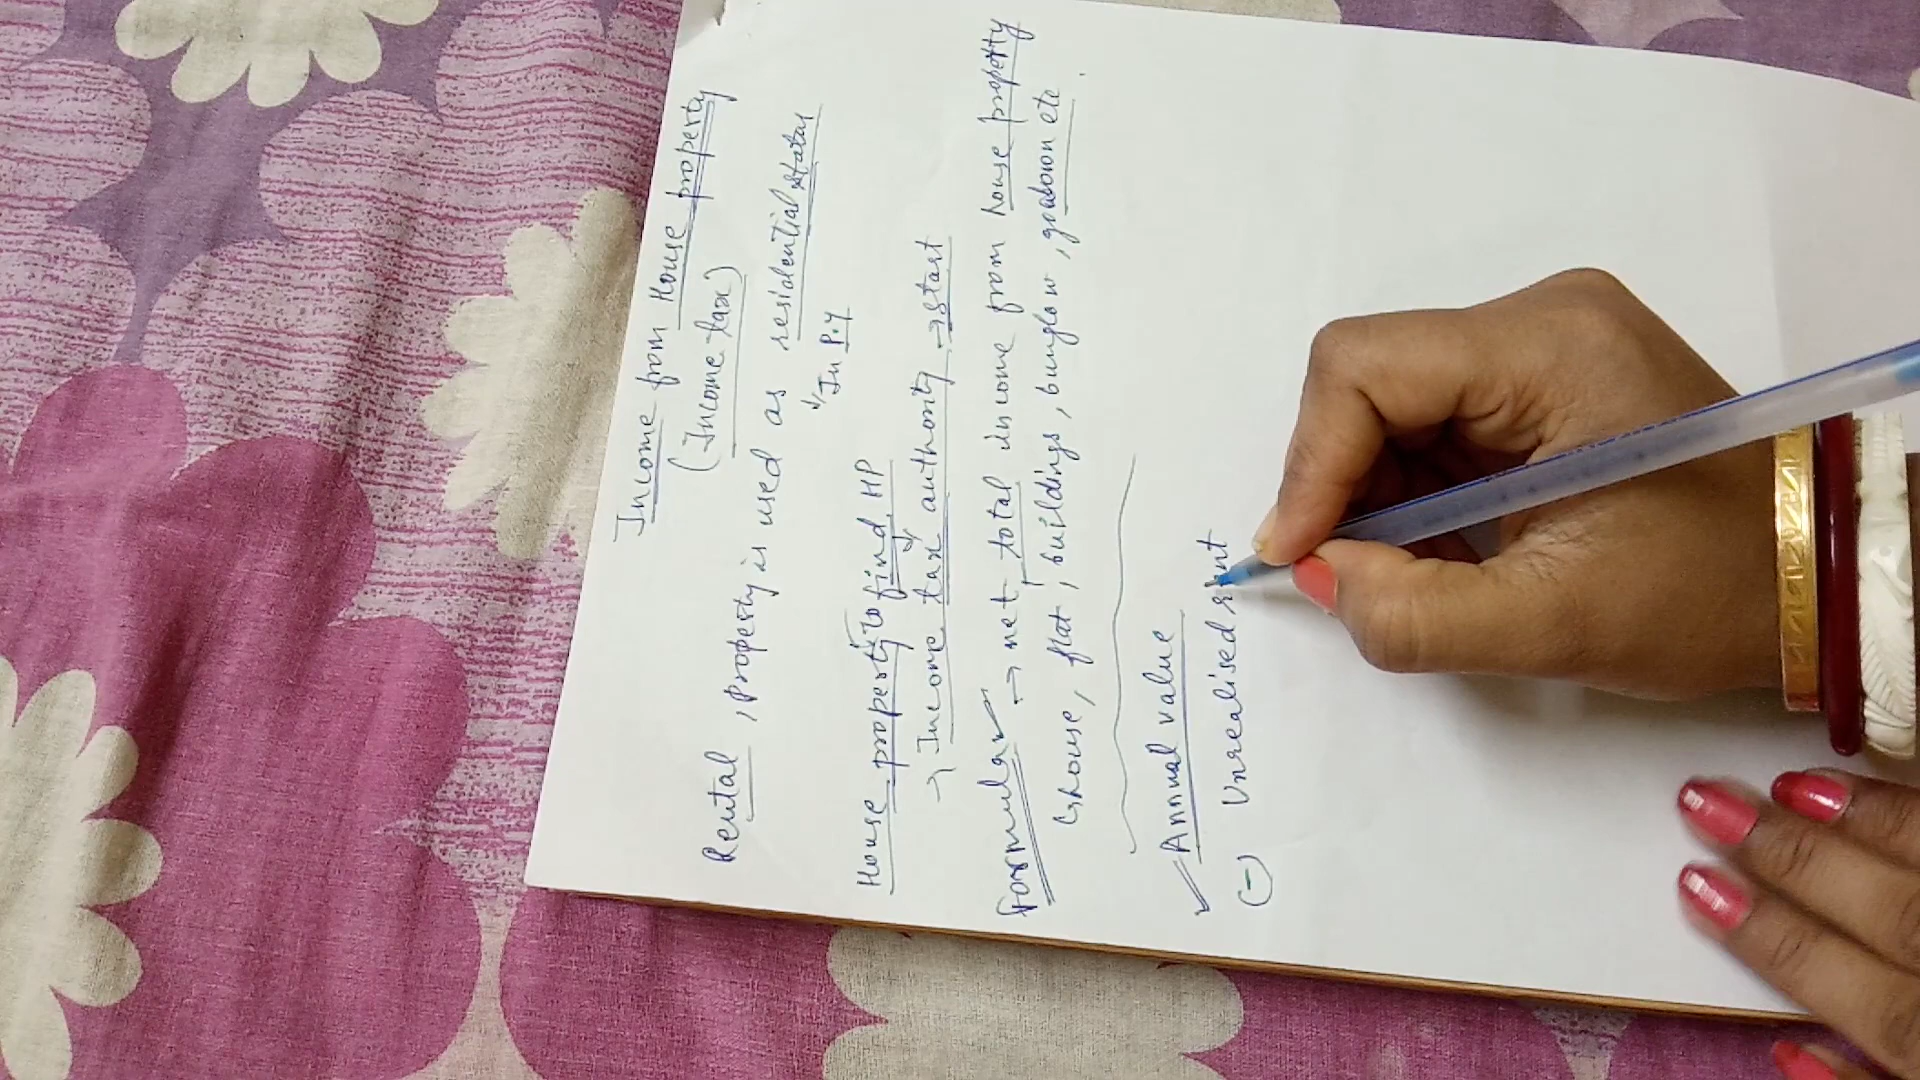 Income from House property
(Income tax)
Rental, property is used as residential status
↓ In P.Y
House property to find HP
→ Income tax authority → start
Formula → net total income from house property
↳ house, flat, buildings, bunglow, godown etc.
Annual value
(-) Unrealised rent